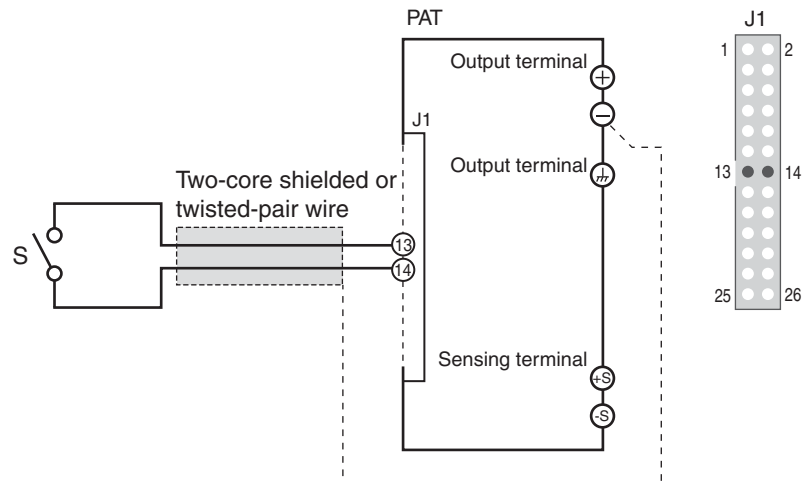 PAT
J1
1
2
13
14
25
26
Output terminal
+
−
J1
Output terminal
Two-core shielded or
twisted-pair wire
S
13
14
Sensing terminal
+S
-S